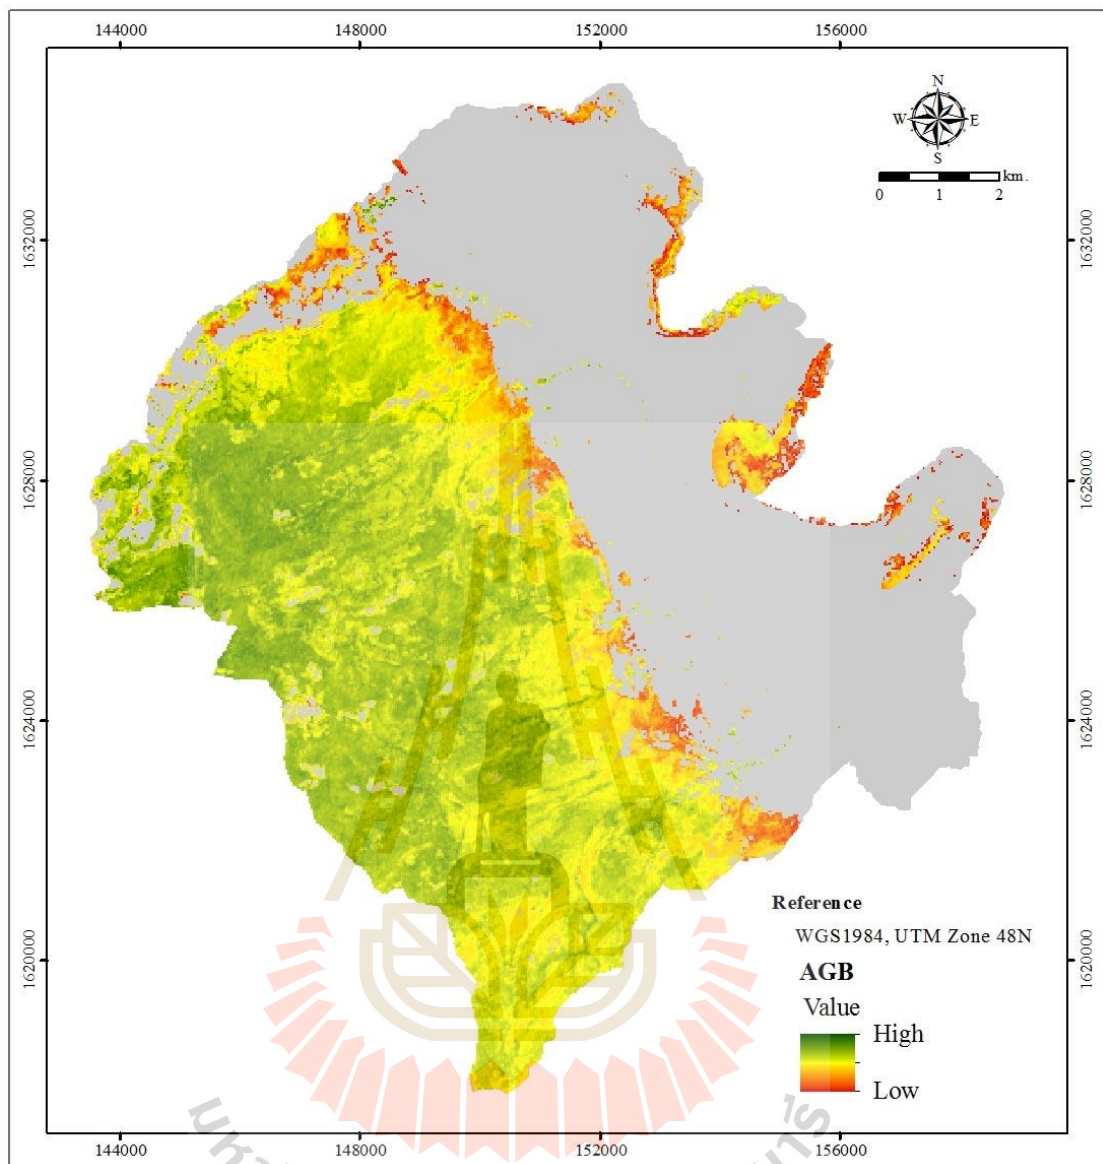 144000 148000 152000 156000
N
W E
S
km.
0 1 2
1632000 1632000
1628000 1628000
1624000 1624000
Reference
WGS1984, UTM Zone 48N
1620000 1620000
AGB
Value
High
Low
144000 148000 152000 156000